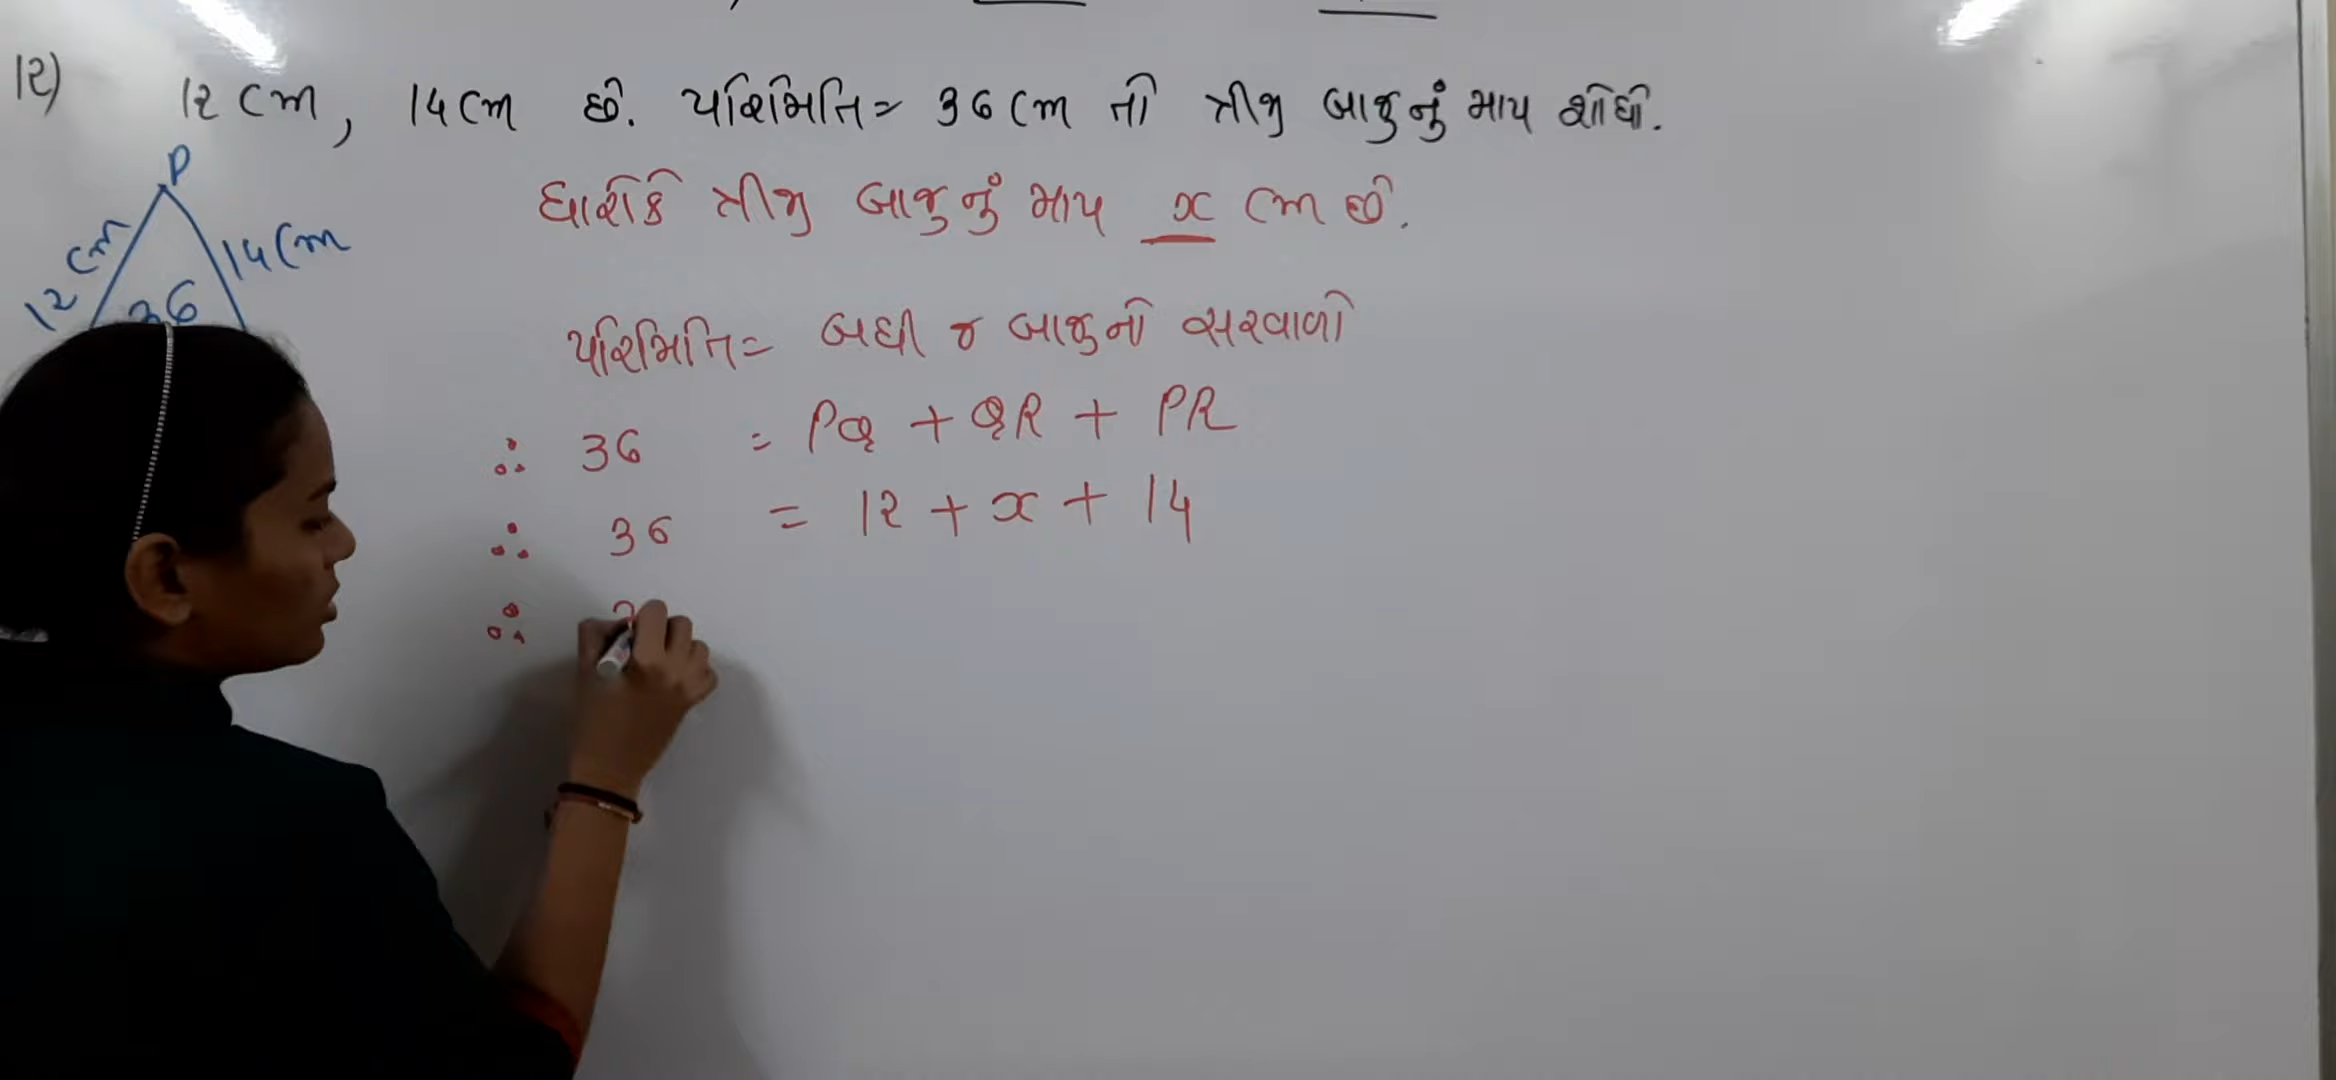 12) 12 cm, 14 cm છે. પરિમિતિ = 36 cm તો ત્રીજી બાજુનું માપ શોધો.
P
12 cm
14 cm
36
ધારોકે ત્રીજી બાજુનું માપ x cm છે.
પરિમિતિ = બધી જ બાજુનો સરવાળો
∴ 36 = PQ + QR + PR
∴ 36 = 12 + x + 14
∴